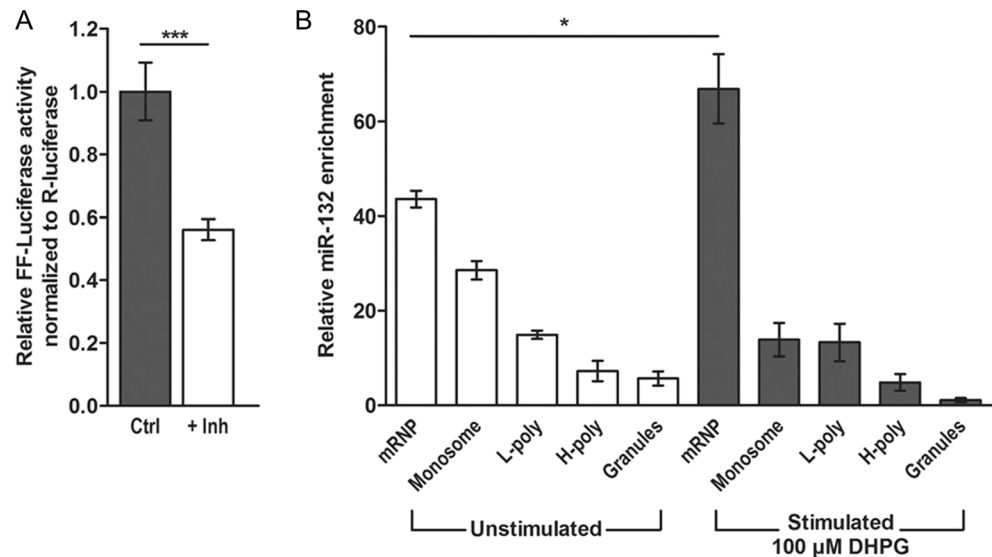 A
Relative FF-Luciferase activity
normalized to R-luciferase
1.2
1.0
0.8
0.6
0.4
0.2
0.0
***
Ctrl
+ Inh
B
Relative miR-132 enrichment
80
60
40
20
0
*
mRNP
Monosome
L-poly
H-poly
Granules
mRNP
Monosome
L-poly
H-poly
Granules
Unstimulated
Stimulated
100 µM DHPG